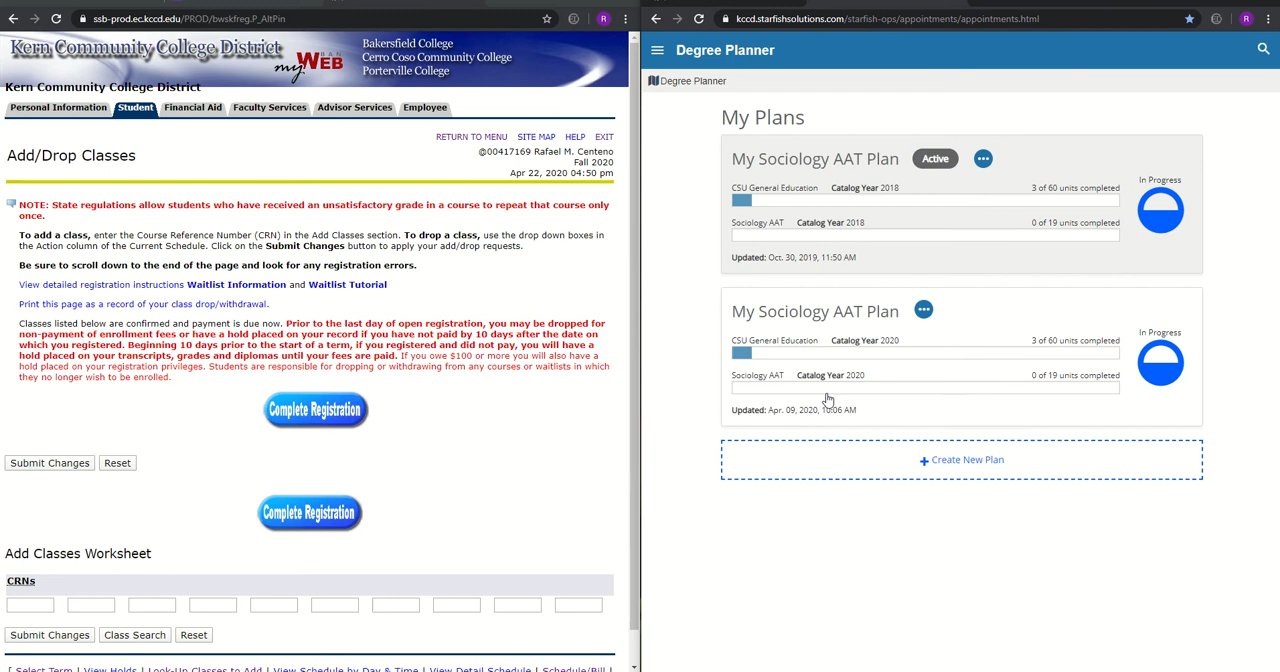 ssb-prod.ec.kccd.edu/PROD/bwskfreg.P_AltPin
R
Kern Community College District
my WEB
BAN
Bakersfield College
Cerro Coso Community College
Porterville College
Kern Community College District
Personal Information
Student
Financial Aid
Faculty Services
Advisor Services
Employee
RETURN TO MENU SITE MAP HELP EXIT
Add/Drop Classes
@00417169 Rafael M. Centeno
Fall 2020
Apr 22, 2020 04:50 pm
NOTE: State regulations allow students who have received an unsatisfactory grade in a course to repeat that course only
once.
To add a class, enter the Course Reference Number (CRN) in the Add Classes section. To drop a class, use the drop down boxes in
the Action column of the Current Schedule. Click on the Submit Changes button to apply your add/drop requests.
Be sure to scroll down to the end of the page and look for any registration errors.
View detailed registration instructions Waitlist Information and Waitlist Tutorial
Print this page as a record of your class drop/withdrawal.
Classes listed below are confirmed and payment is due now. Prior to the last day of open registration, you may be dropped for
non-payment of enrollment fees or have a hold placed on your record if you have not paid by 10 days after the date on
which you registered. Beginning 10 days prior to the start of a term, if you registered and did not pay, you will have a
hold placed on your transcripts, grades and diplomas until your fees are paid. If you owe $100 or more you will also have a
hold placed on your registration privileges. Students are responsible for dropping or withdrawing from any courses or waitlists in which
they no longer wish to be enrolled.
Complete Registration
Submit Changes
Reset
Complete Registration
Add Classes Worksheet
CRNs
Submit Changes
Class Search
Reset
[ Select Term | View Holds | Look-Up Classes to Add | View Schedule by Day & Time | View Detail Schedule | Schedule/Bill |
kccd.starfishsolutions.com/starfish-ops/appointments/appointments.html
R
Degree Planner
Degree Planner
My Plans
My Sociology AAT Plan
Active
In Progress
CSU General Education Catalog Year 2018 3 of 60 units completed
Sociology AAT Catalog Year 2018 0 of 19 units completed
Updated: Oct. 30, 2019, 11:50 AM
My Sociology AAT Plan
In Progress
CSU General Education Catalog Year 2020 3 of 60 units completed
Sociology AAT Catalog Year 2020 0 of 19 units completed
Updated: Apr. 09, 2020, 10:06 AM
+ Create New Plan